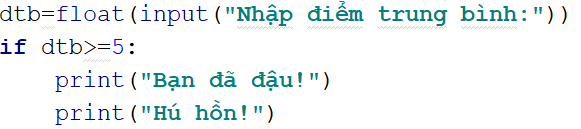 dtb=float(input("Nhập điểm trung bình:"))
if dtb>=5:
    print("Bạn đã đậu!")
    print("Hú hồn!")